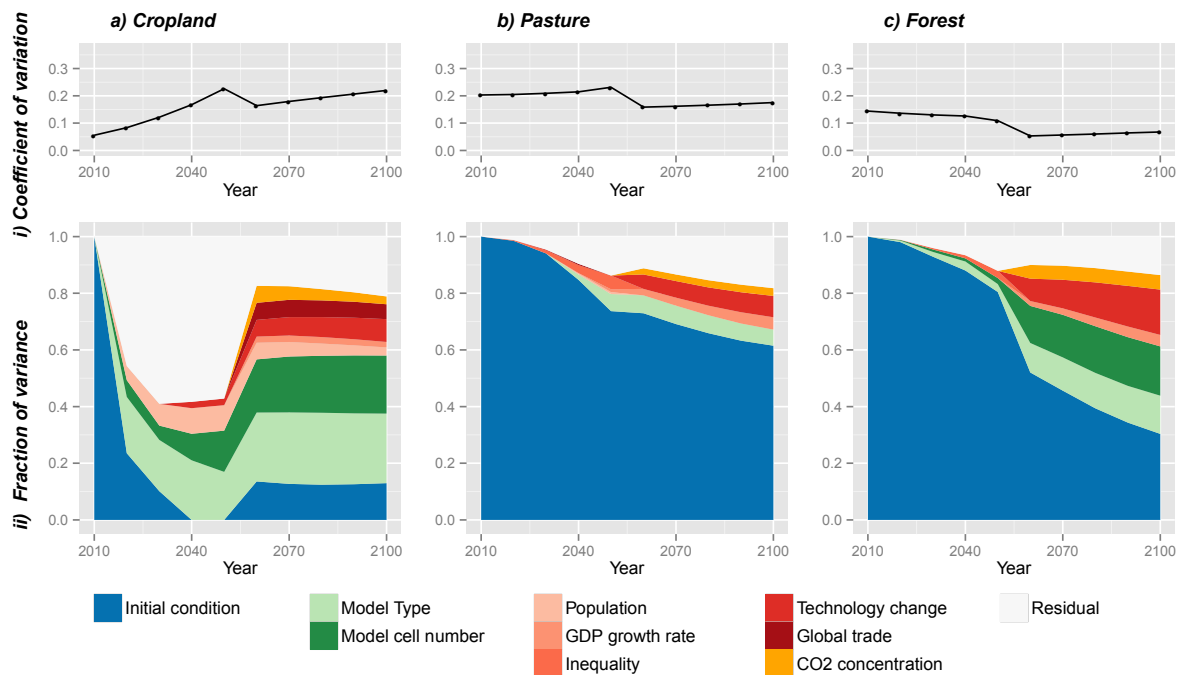 a) Cropland
b) Pasture
c) Forest
i) Coefficient of variation
0.3
0.2
0.1
0.0
2010
2040
2070
2100
Year
0.3
0.2
0.1
0.0
2010
2040
2070
2100
Year
0.3
0.2
0.1
0.0
2010
2040
2070
2100
Year
ii) Fraction of variance
1.0
0.8
0.6
0.4
0.2
0.0
2010
2040
2070
2100
Year
1.0
0.8
0.6
0.4
0.2
0.0
2010
2040
2070
2100
Year
1.0
0.8
0.6
0.4
0.2
0.0
2010
2040
2070
2100
Year
Initial condition
Model Type
Model cell number
Population
GDP growth rate
Inequality
Technology change
Global trade
CO2 concentration
Residual